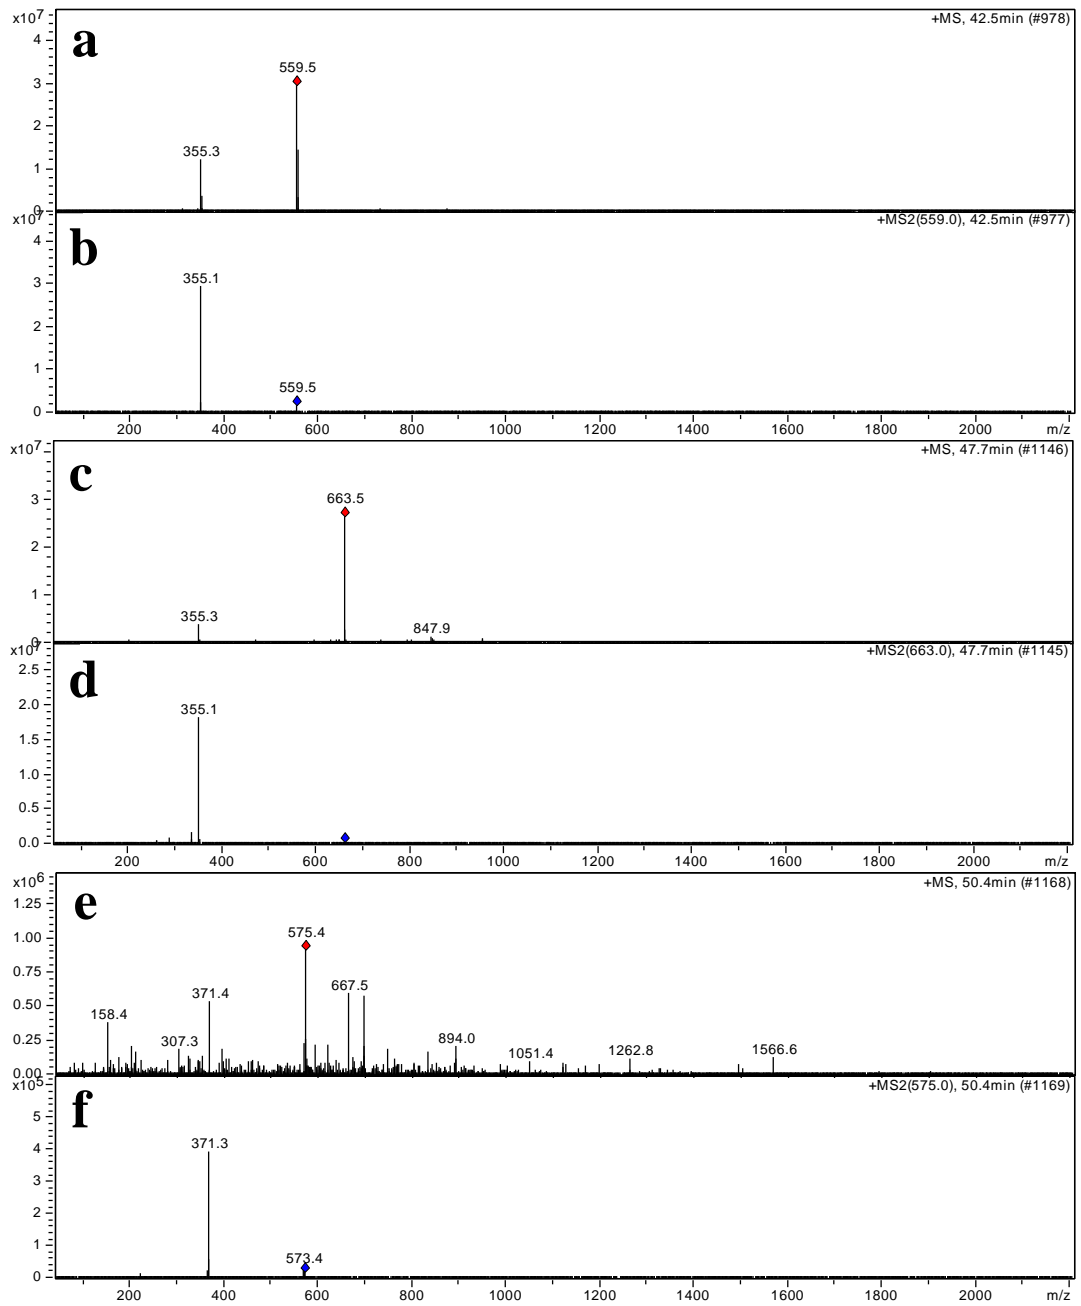 x10⁷
+MS, 42.5min (#978)
a
4
3
2
1
0
559.5
355.3
x10⁷
+MS2(559.0), 42.5min (#977)
b
4
3
2
1
0
355.1
559.5
200 400 600 800 1000 1200 1400 1600 1800 2000 m/z
x10⁷
+MS, 47.7min (#1146)
c
3
2
1
0
663.5
355.3
847.9
x10⁷
+MS2(663.0), 47.7min (#1145)
d
2.5
2.0
1.5
1.0
0.5
0.0
355.1
200 400 600 800 1000 1200 1400 1600 1800 2000 m/z
x10⁶
+MS, 50.4min (#1168)
e
1.25
1.00
0.75
0.50
0.25
0.00
575.4
667.5
371.4
158.4
307.3
894.0
1051.4
1262.8
1566.6
x10⁵
+MS2(575.0), 50.4min (#1169)
f
5
4
3
2
1
0
371.3
573.4
200 400 600 800 1000 1200 1400 1600 1800 2000 m/z